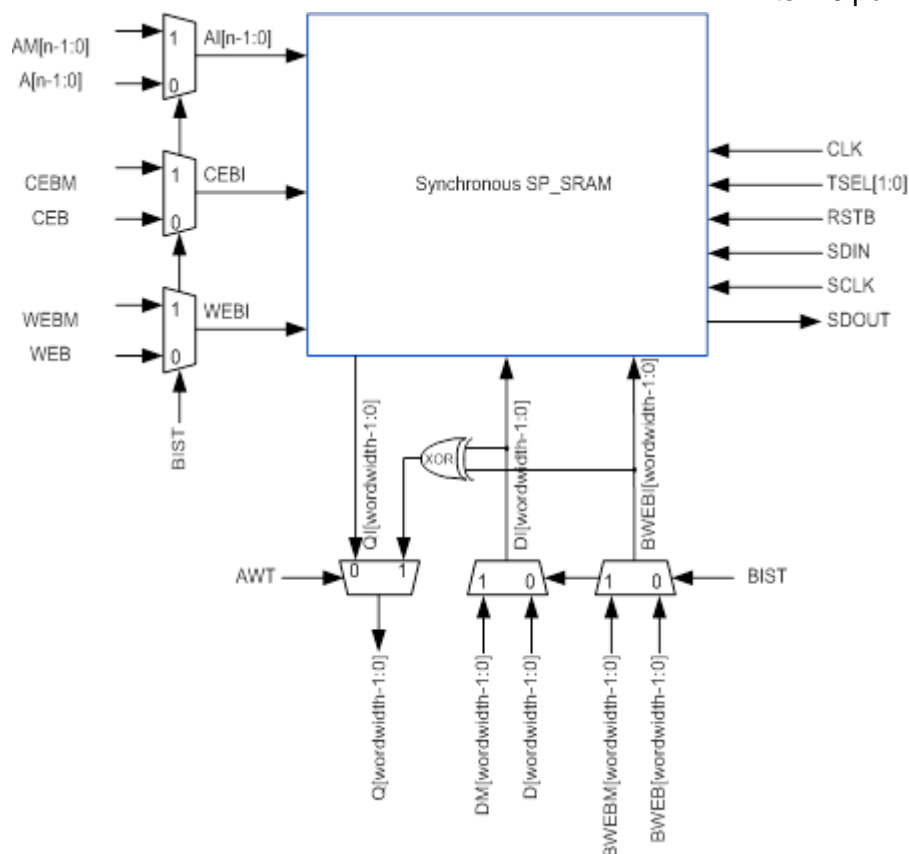 AM[n-1:0]
A[n-1:0]
1
0
AI[n-1:0]
CEBM
CEB
1
0
CEBI
WEBM
WEB
1
0
WEBI
BIST
Synchronous SP_SRAM
CLK
TSEL[1:0]
RSTB
SDIN
SCLK
SDOUT
QI[wordwidth-1:0]
XOR
DI[wordwidth-1:0]
BWEBI[wordwidth-1:0]
AWT
0 1
1 0
1 0
BIST
Q[wordwidth-1:0]
DM[wordwidth-1:0]
D[wordwidth-1:0]
BWEBM[wordwidth-1:0]
BWEB[wordwidth-1:0]